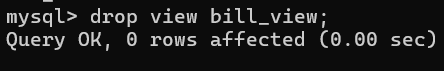 mysql> drop view bill_view;
Query OK, 0 rows affected (0.00 sec)